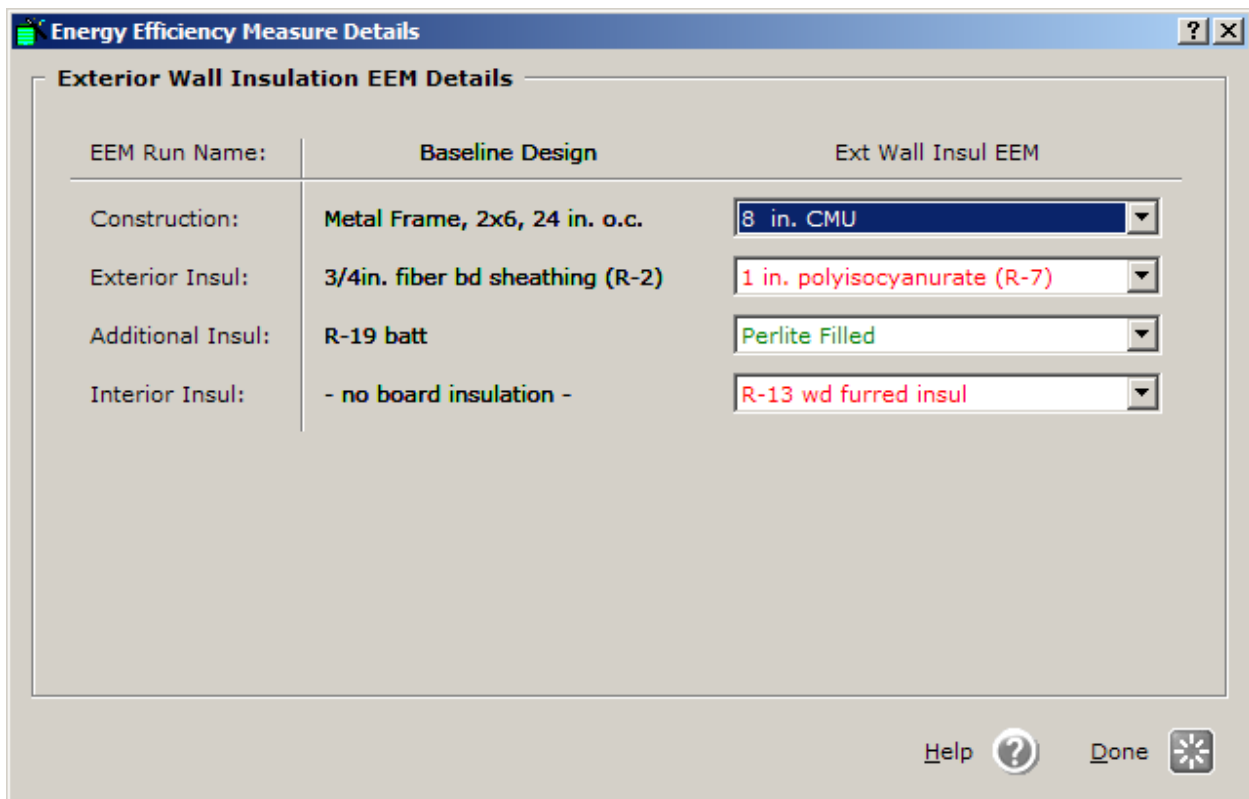 Energy Efficiency Measure Details
Exterior Wall Insulation EEM Details
EEM Run Name: Baseline Design Ext Wall Insul EEM
Construction: Metal Frame, 2x6, 24 in. o.c. 8 in. CMU
Exterior Insul: 3/4in. fiber bd sheathing (R-2) 1 in. polyisocyanurate (R-7)
Additional Insul: R-19 batt Perlite Filled
Interior Insul: - no board insulation - R-13 wd furred insul
Help ? Done